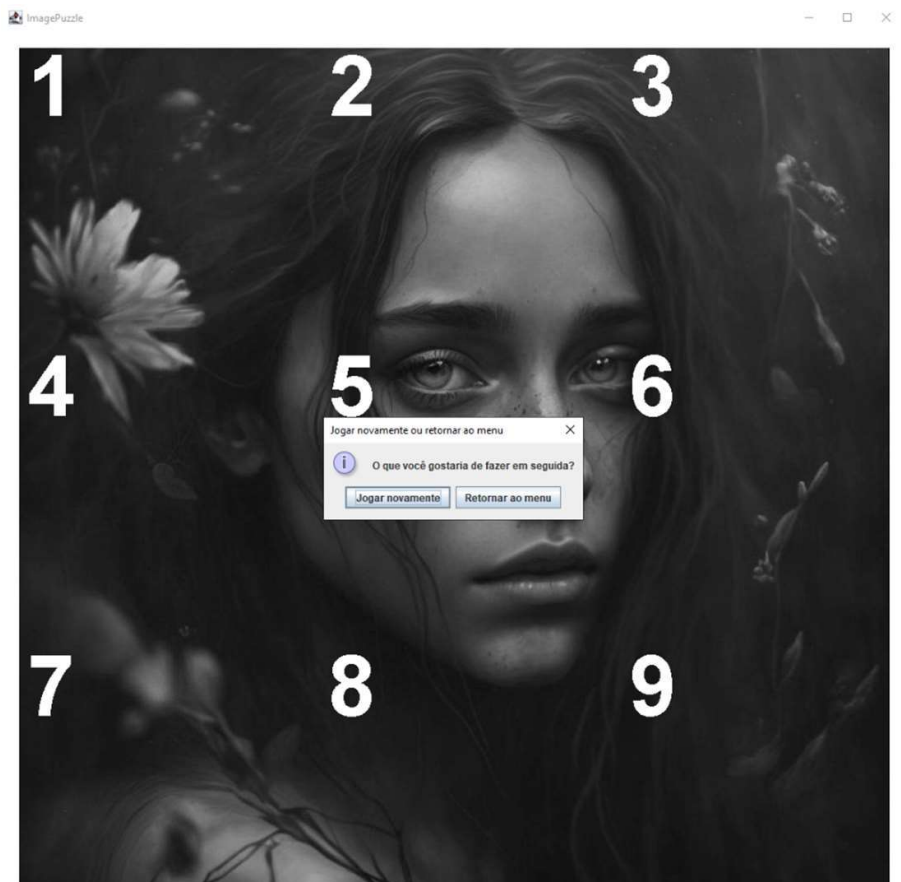 ImagePuzzle
1 2 3
4 5 6
Jogar novamente ou retornar ao menu
i
O que você gostaria de fazer em seguida?
Jogar novamente Retornar ao menu
7 8 9